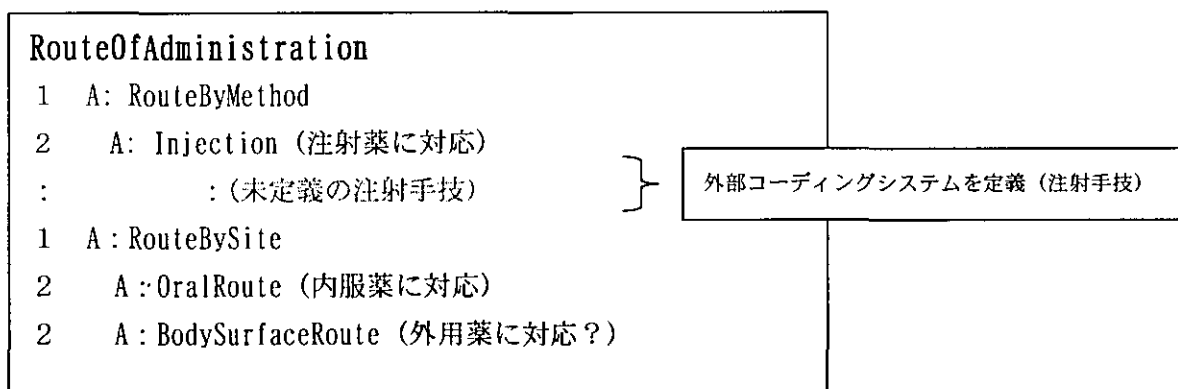 RouteOfAdministration
1 A: RouteByMethod
2 A: Injection (注射薬に対応)
: : (未定義の注射手技)
外部コーディングシステムを定義 (注射手技)
1 A : RouteBySite
2 A : OralRoute (内服薬に対応)
2 A : BodySurfaceRoute (外用薬に対応？)